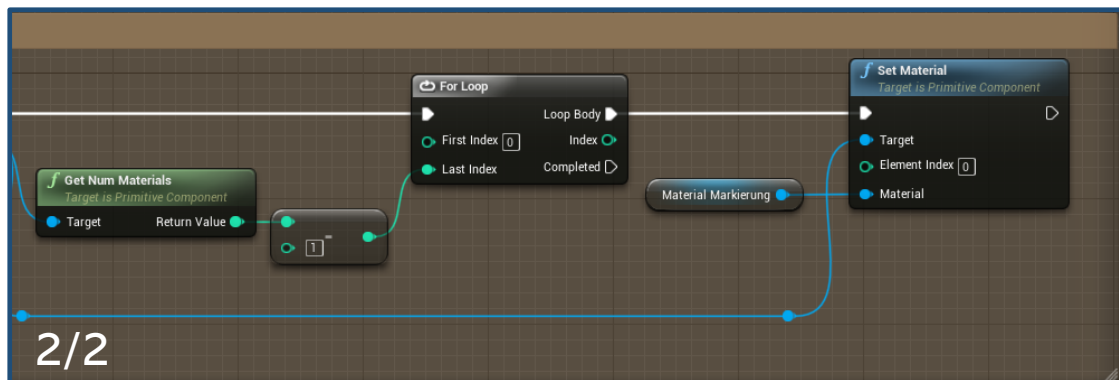 For Loop
Loop Body
First Index 0
Index
Last Index
Completed
Set Material
Target is Primitive Component
Target
Element Index 0
Material
Get Num Materials
Target is Primitive Component
Target
Return Value
-
1
Material Markierung
2/2